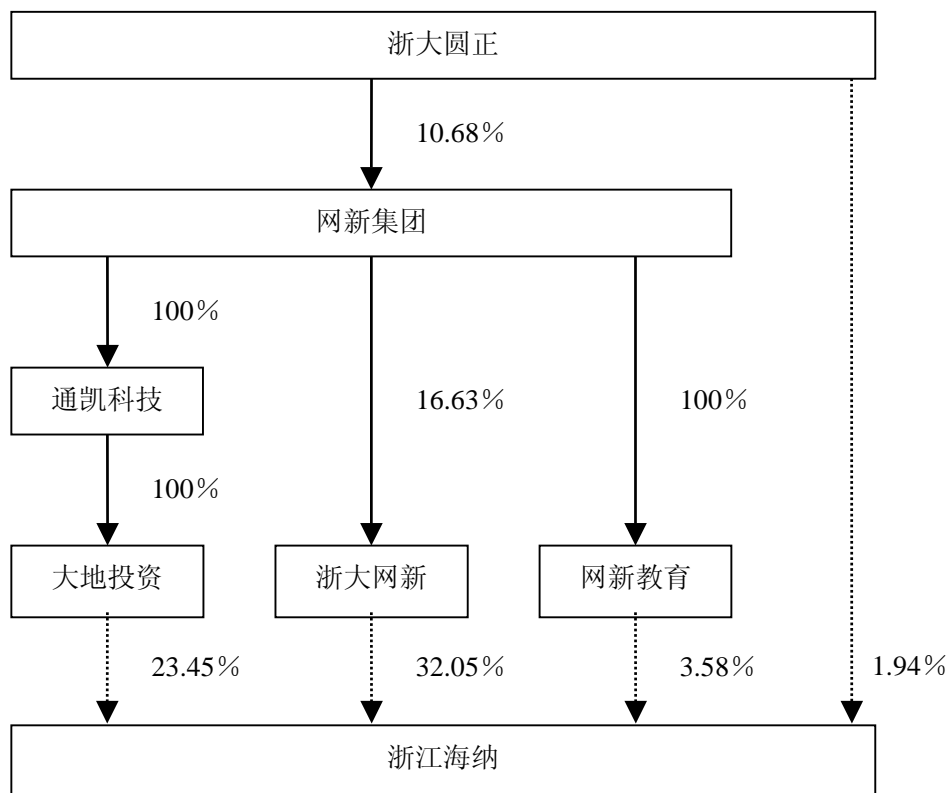 浙大圆正
10.68％
网新集团
100％
通凯科技
16.63％
100％
100％
大地投资
浙大网新
网新教育
23.45％
32.05％
3.58％
1.94％
浙江海纳